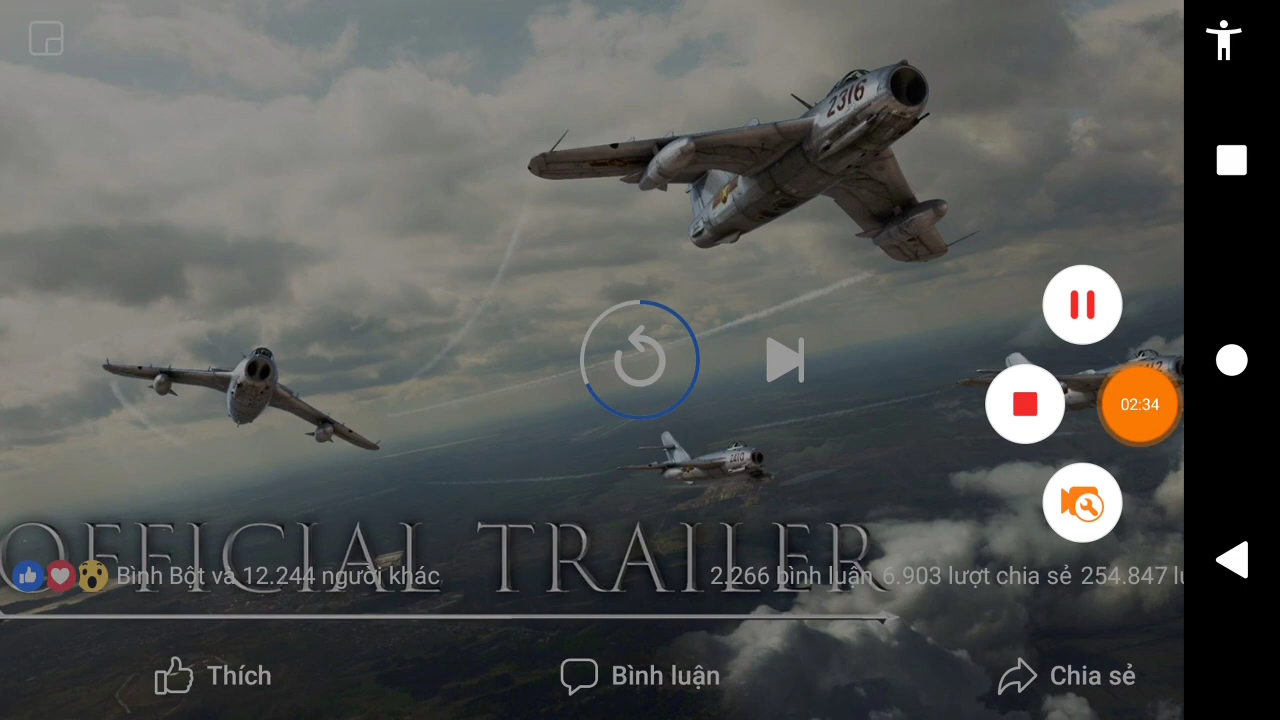 2316
02:34
2413
OFFICIAL TRAILER
Bình Bột và 12.244 người khác
2.266 bình luận 6.903 lượt chia sẻ 254.847 lư
Thích
Bình luận
Chia sẻ